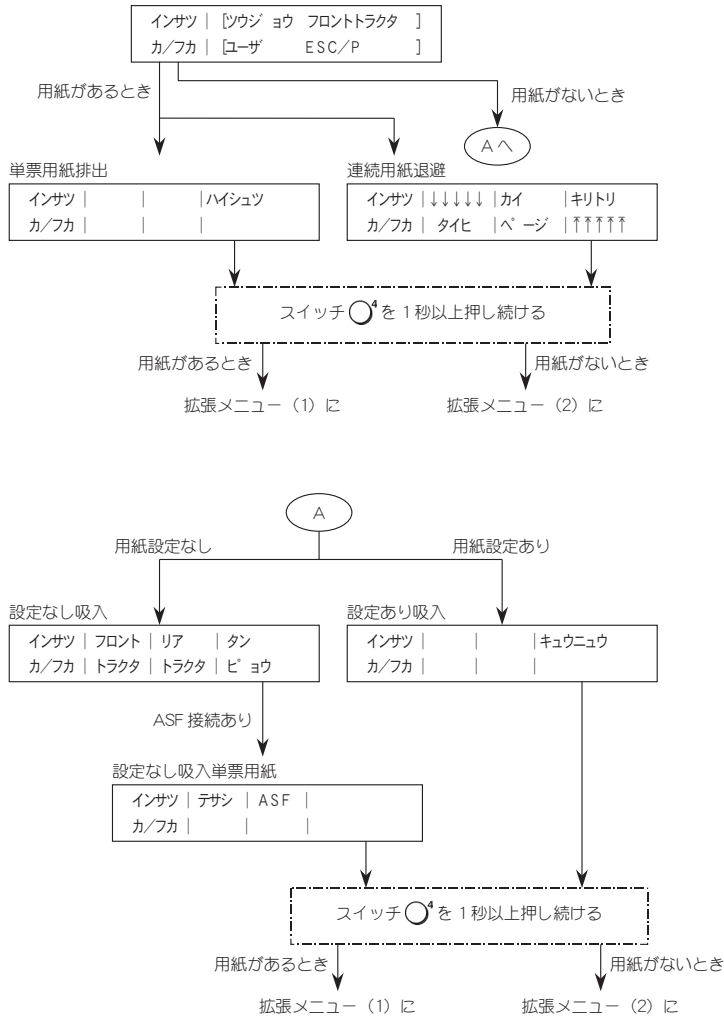 インサツ | [ツウジョウ フロントトラクタ ]
カ/フカ | [ユーザ ESC/P ]
用紙があるとき
用紙がないとき
Aへ
単票用紙排出
連続用紙退避
インサツ | | |ハイシュツ
カ/フカ | | |
インサツ |↓↓↓↓↓ |カイ |キリトリ
カ/フカ | タイヒ |ページ |⤒⤒⤒⤒⤒
スイッチ◯4を1秒以上押し続ける
用紙があるとき
用紙がないとき
拡張メニュー(1)に
拡張メニュー(2)に
A
用紙設定なし
用紙設定あり
設定なし吸入
設定あり吸入
インサツ | フロント | リア | タン
カ/フカ | トラクタ | トラクタ | ピョウ
インサツ | | |キュウニュウ
カ/フカ | | |
ASF接続あり
設定なし吸入単票用紙
インサツ | テサシ | ASF |
カ/フカ | | |
スイッチ◯4を1秒以上押し続ける
用紙があるとき
用紙がないとき
拡張メニュー(1)に
拡張メニュー(2)に